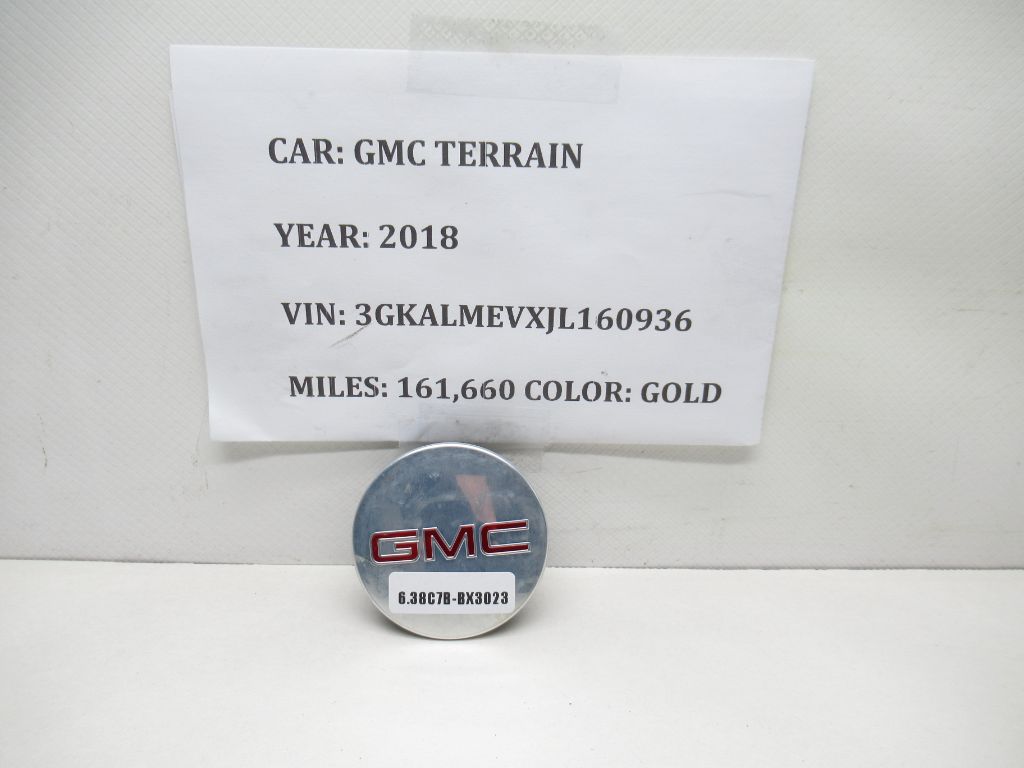 CAR: GMC TERRAIN
YEAR: 2018
VIN: 3GKALMEVXJL160936
MILES: 161,660 COLOR: GOLD
GMC
6.38C7B-BX3023